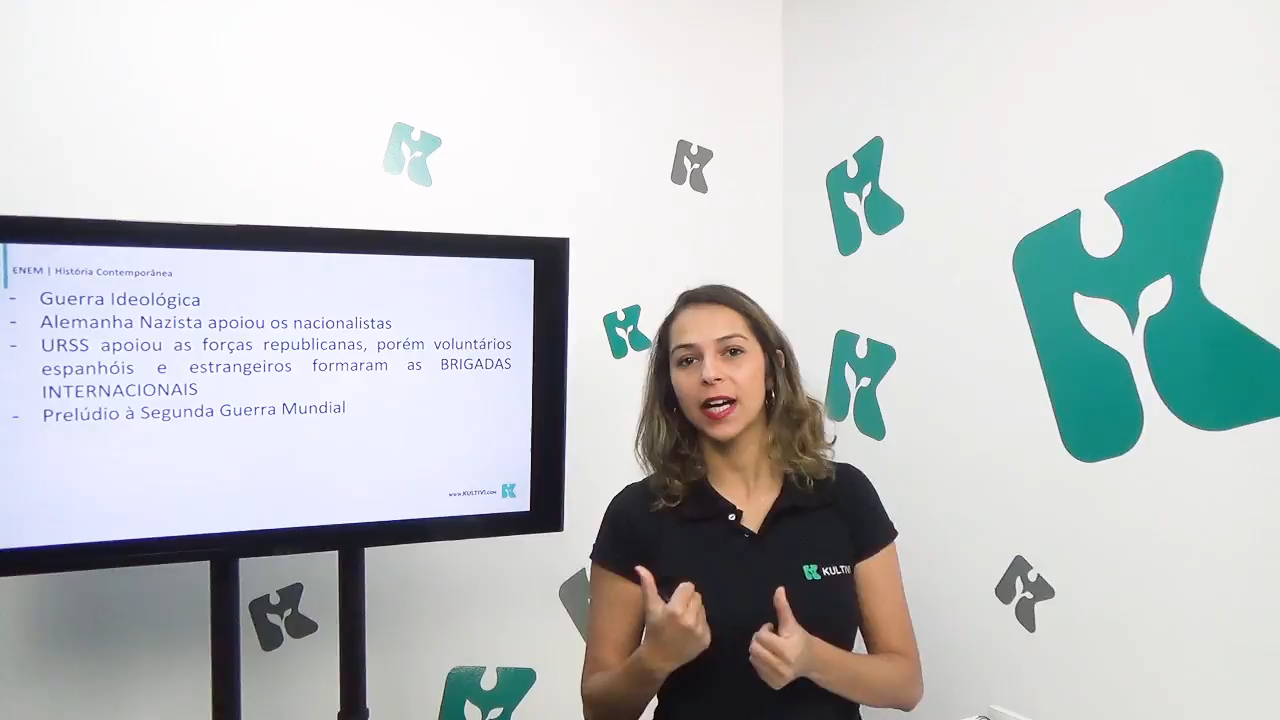 ENEM | História Contemporânea
- Guerra Ideológica
- Alemanha Nazista apoiou os nacionalistas
- URSS apoiou as forças republicanas, porém voluntários
espanhóis e estrangeiros formaram as BRIGADAS
INTERNACIONAIS
- Prelúdio à Segunda Guerra Mundial
www.KULTIVI.com
KULTIVI